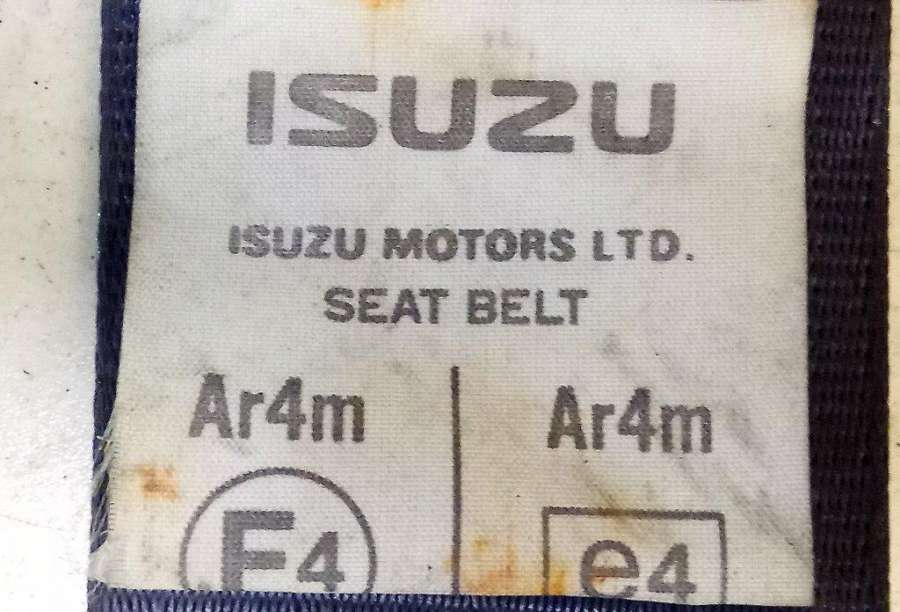 ISUZU
ISUZU MOTORS LTD.
SEAT BELT
Ar4m Ar4m
E4 e4